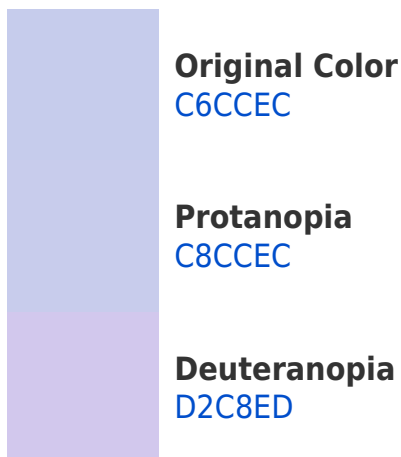 Original Color
C6CCEC
Protanopia
C8CCEC
Deuteranopia
D2C8ED